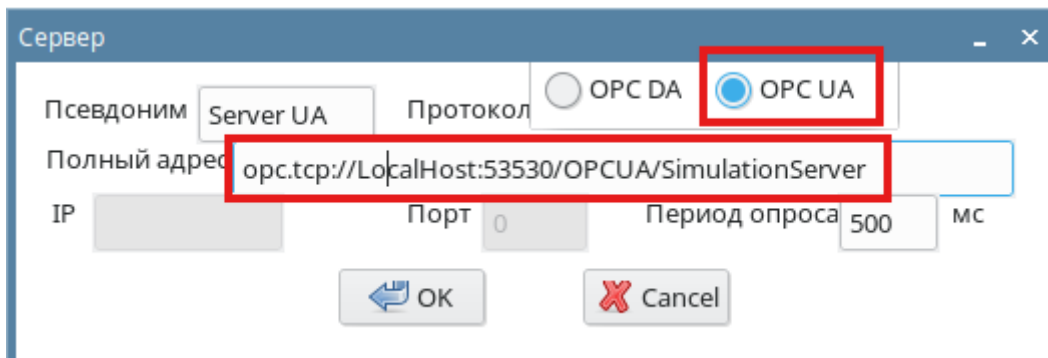 Сервер
OPC DA OPC UA
Псевдоним Server UA Протокол
Полный адрес opc.tcp://LocalHost:53530/OPCUA/SimulationServer
IP Порт 0 Период опроса 500 мс
OK Cancel